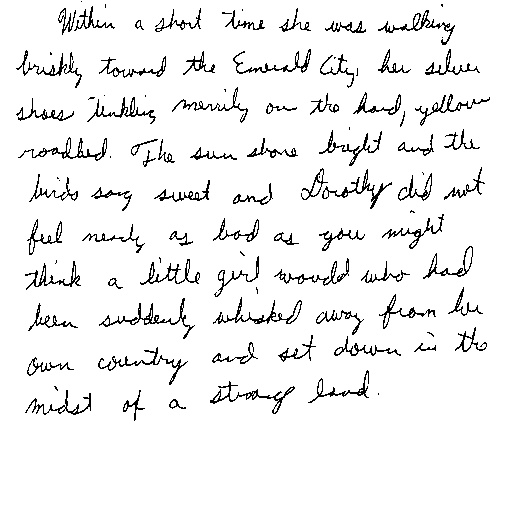 Within a short time she was walking
briskly toward the Emerald City, her silver
shoes tinkling merrily on the hard, yellow
roadbed. The sun shone bright and the
birds sang sweet and Dorothy did not
feel nearly as bad as you might
think a little girl would who had
been suddenly whisked away from her
own country and set down in the
midst of a strange land.